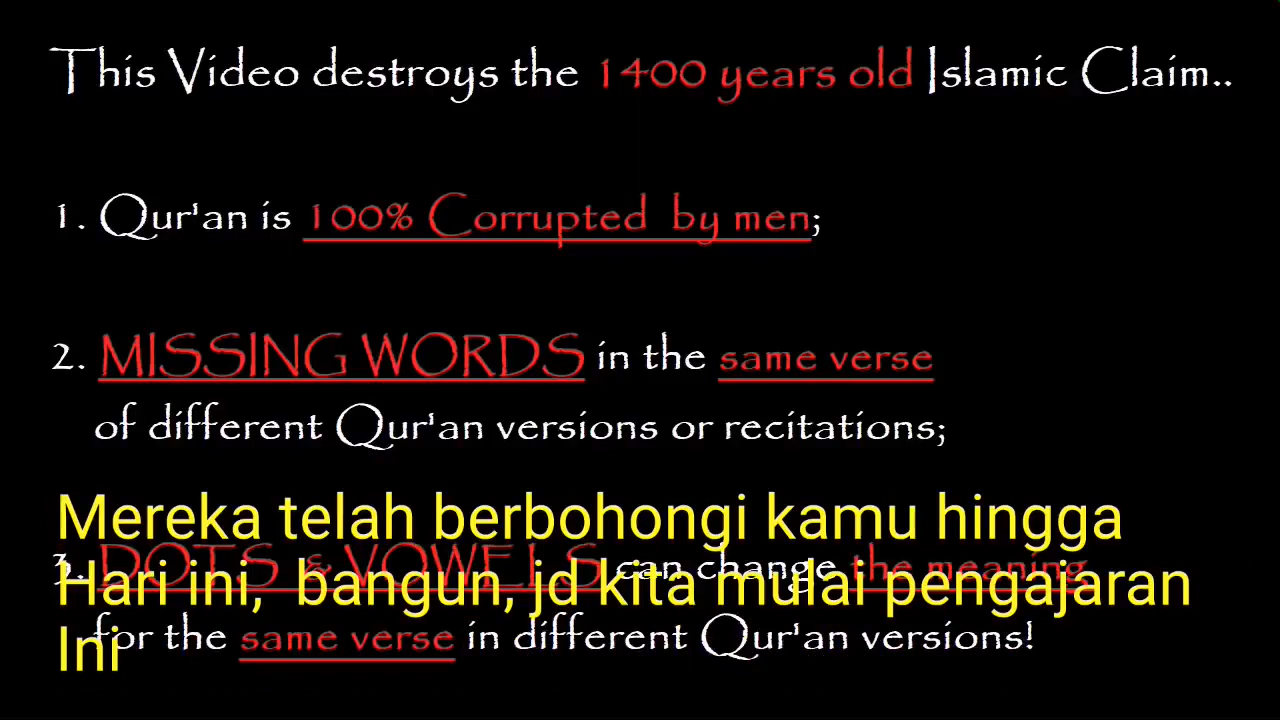 This Video destroys the 1400 years old Islamic Claim..
1. Qur'an is 100% Corrupted by men;
2. MISSING WORDS in the same verse
of different Qur'an versions or recitations;
Mereka telah berbohongi kamu hingga
3. DOTS & VOWELS can change the meaning
Hari ini, bangun, jd kita mulai pengajaran
for the same verse in different Qur'an versions!
Ini